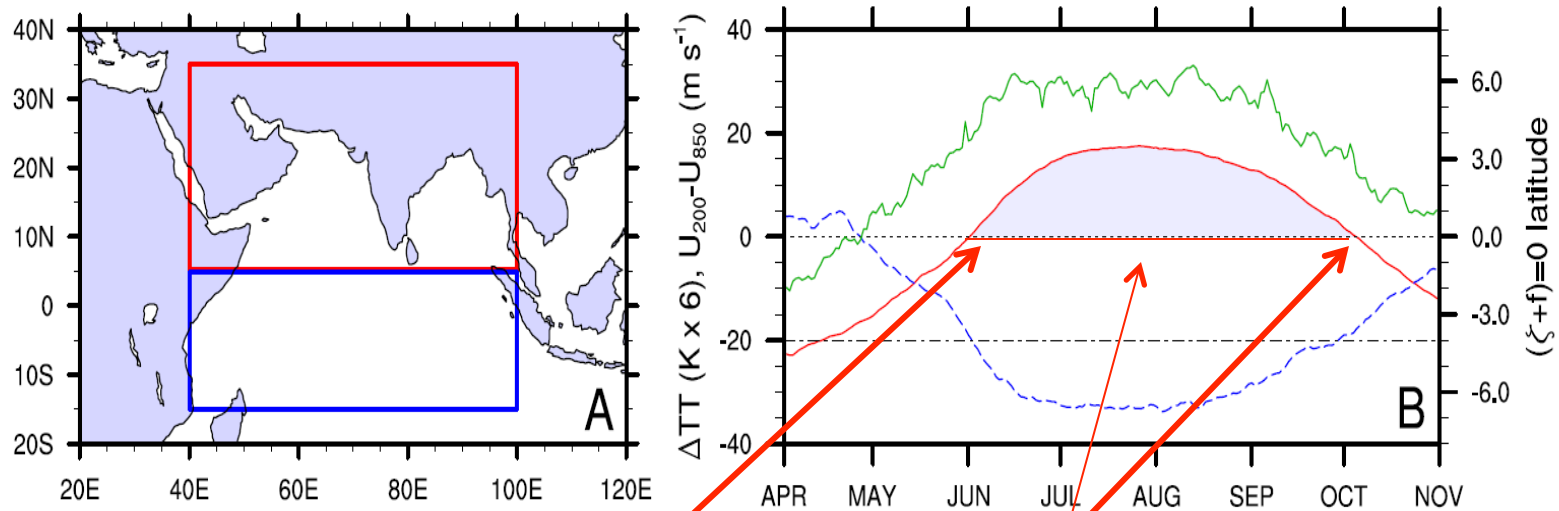 40N
30N
20N
10N
0
10S
20S
20E
40E
60E
80E
100E
120E
A
ΔTT (K x 6), U₂₀₀-U₈₅₀ (m s⁻¹)
40
20
0
-20
-40
APR
MAY
JUN
JUL
AUG
SEP
OCT
NOV
B
6.0
3.0
0.0
-3.0
-6.0
(ζ+f)=0 latitude